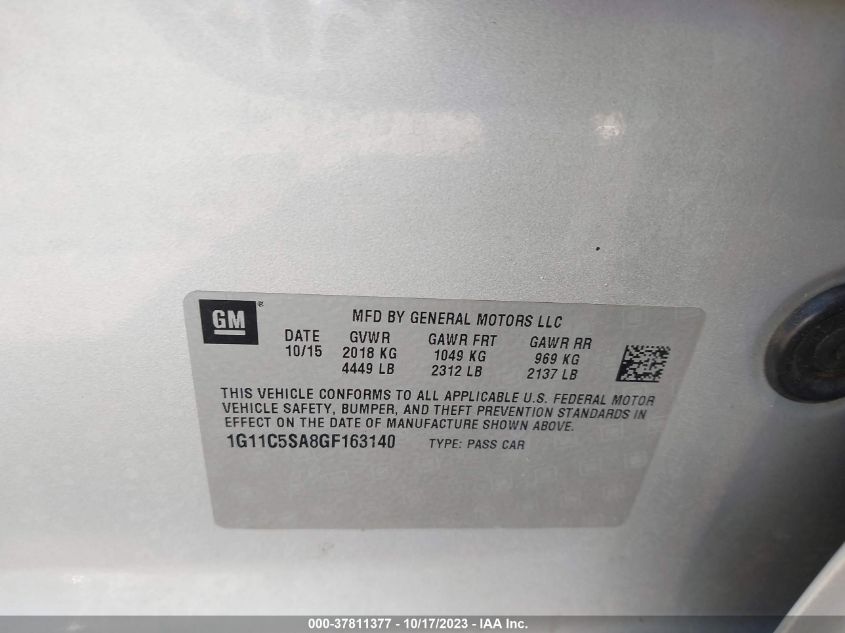 GM
®
MFD BY GENERAL MOTORS LLC
DATE GVWR GAWR FRT GAWR RR
10/15 2018 KG 1049 KG 969 KG
4449 LB 2312 LB 2137 LB
THIS VEHICLE CONFORMS TO ALL APPLICABLE U.S. FEDERAL MOTOR
VEHICLE SAFETY, BUMPER, AND THEFT PREVENTION STANDARDS IN
EFFECT ON THE DATE OF MANUFACTURE SHOWN ABOVE.
1G11C5SA8GF163140 TYPE: PASS CAR
000-37811377 - 10/17/2023 - IAA Inc.